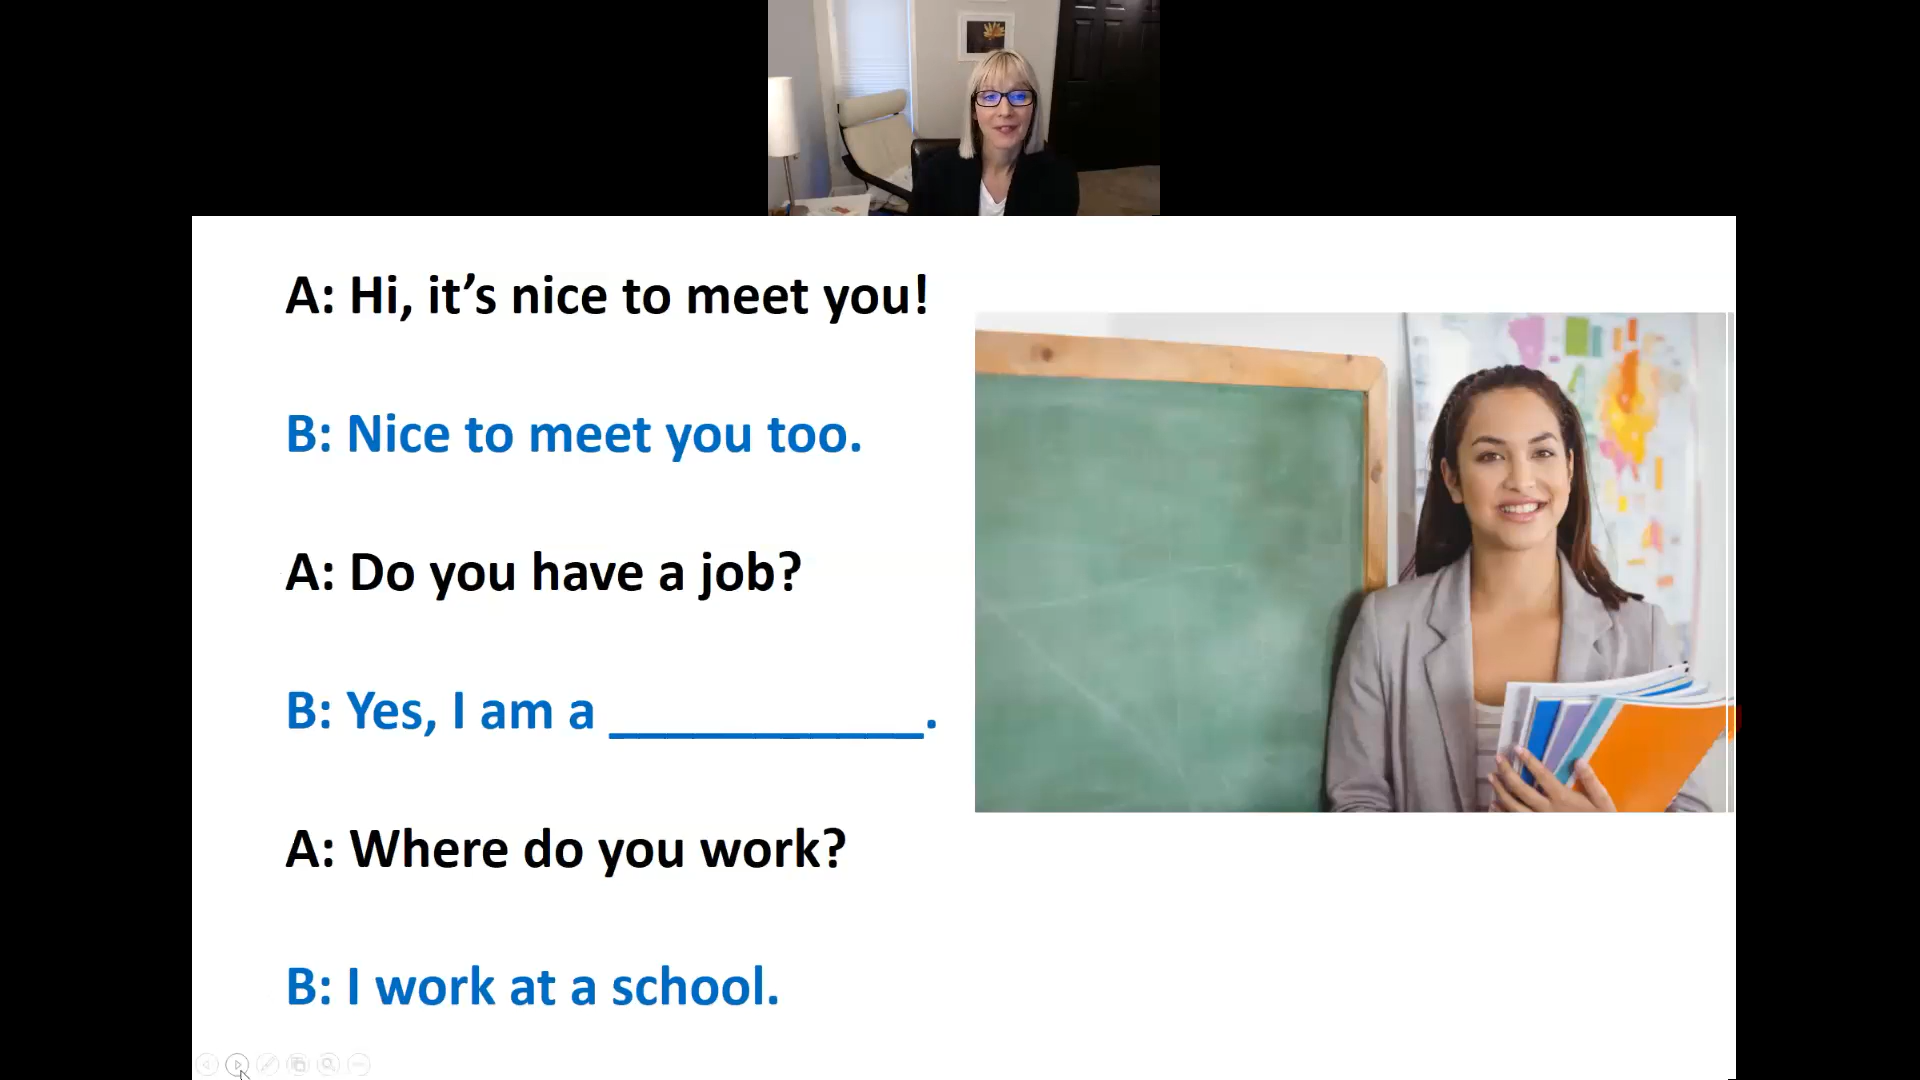 A: Hi, it’s nice to meet you!
B: Nice to meet you too.
A: Do you have a job?
B: Yes, I am a ___________.
A: Where do you work?
B: I work at a school.